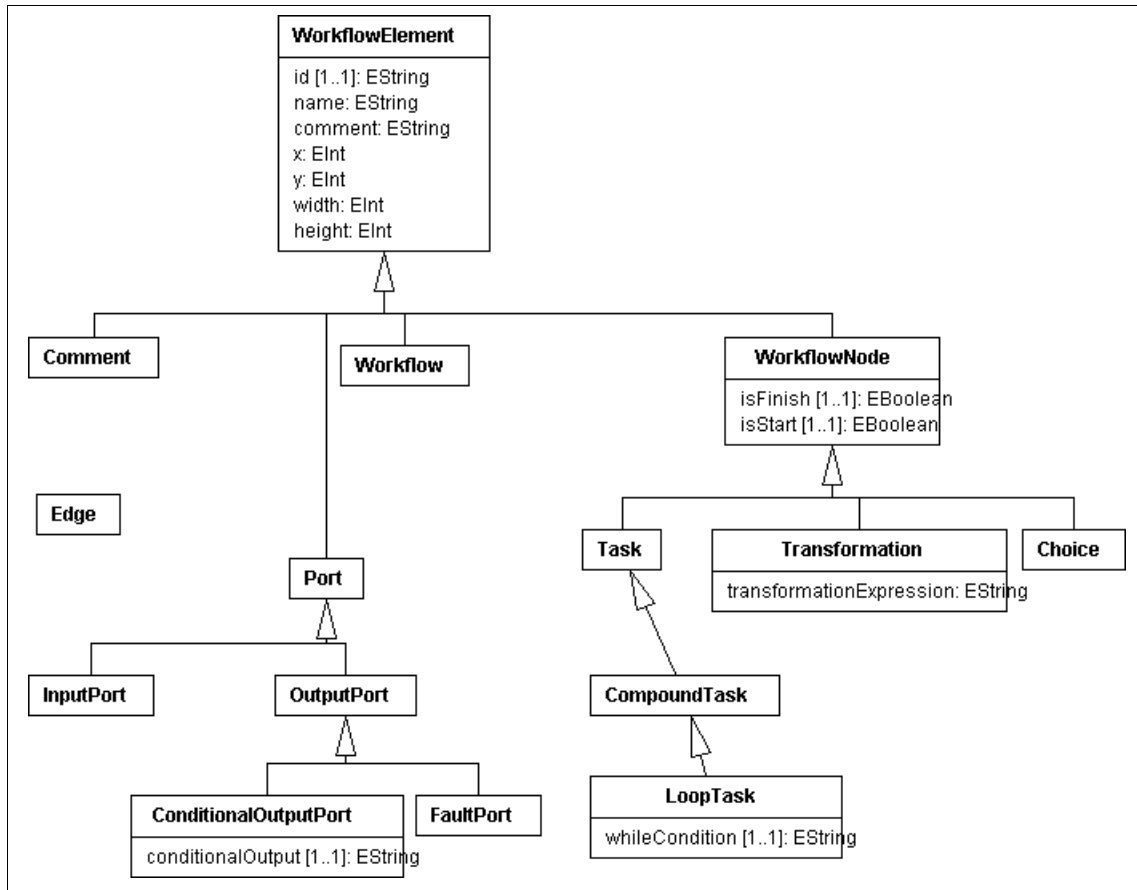 WorkflowElement
id [1..1]: EString
name: EString
comment: EString
x: EInt
y: EInt
width: EInt
height: EInt
Comment
Workflow
WorkflowNode
isFinish [1..1]: EBoolean
isStart [1..1]: EBoolean
Edge
Port
Task
Transformation
transformationExpression: EString
Choice
InputPort
OutputPort
CompoundTask
ConditionalOutputPort
conditionalOutput [1..1]: EString
FaultPort
LoopTask
whileCondition [1..1]: EString